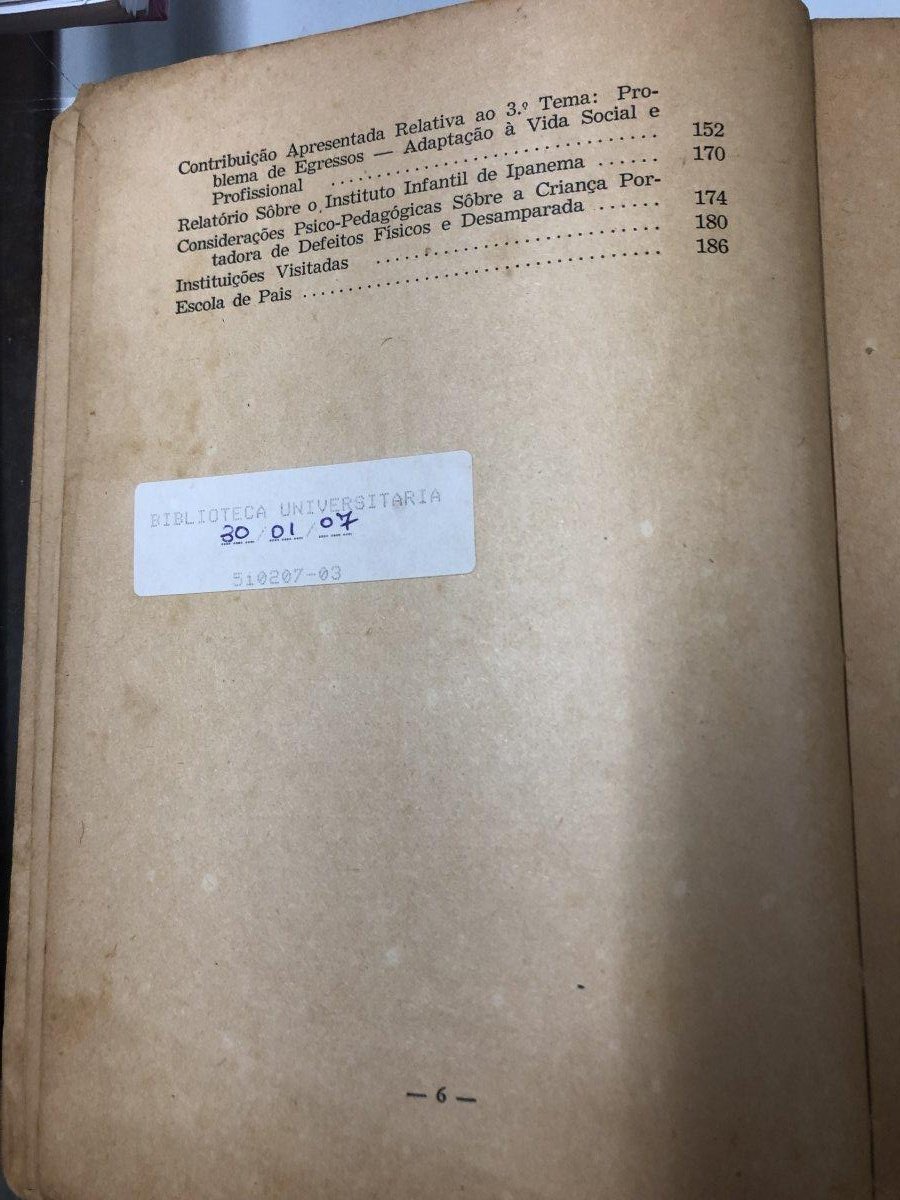 Contribuição Apresentada Relativa ao 3.º Tema: Pro-
blema de Egressos — Adaptação à Vida Social e
Profissional ................................ 152
Relatório Sôbre o Instituto Infantil de Ipanema ...... 170
Considerações Psico-Pedagógicas Sôbre a Criança Por-
tadora de Defeitos Físicos e Desamparada ...... 174
Instituições Visitadas ............................ 180
Escola de Pais .................................... 186
BIBLIOTECA UNIVERSITARIA
30/01/07
5i0207-03
— 6 —